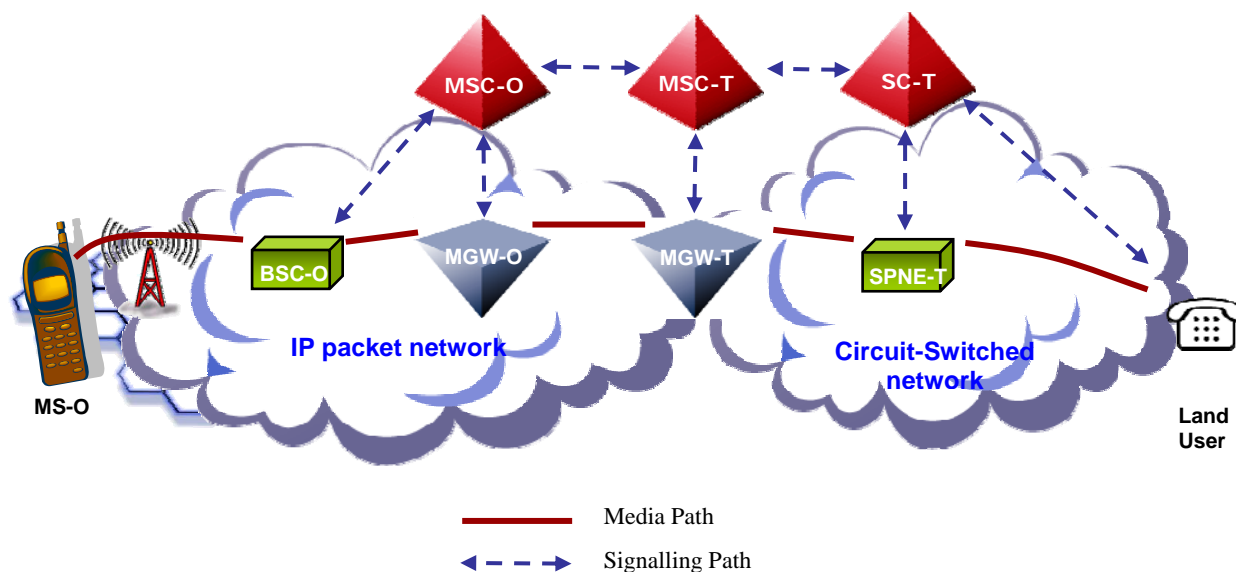 MSC-O
MSC-T
SC-T
BSC-O
MGW-O
MGW-T
SPNE-T
IP packet network
Circuit-Switched
network
MS-O
Land
User
Media Path
Signalling Path